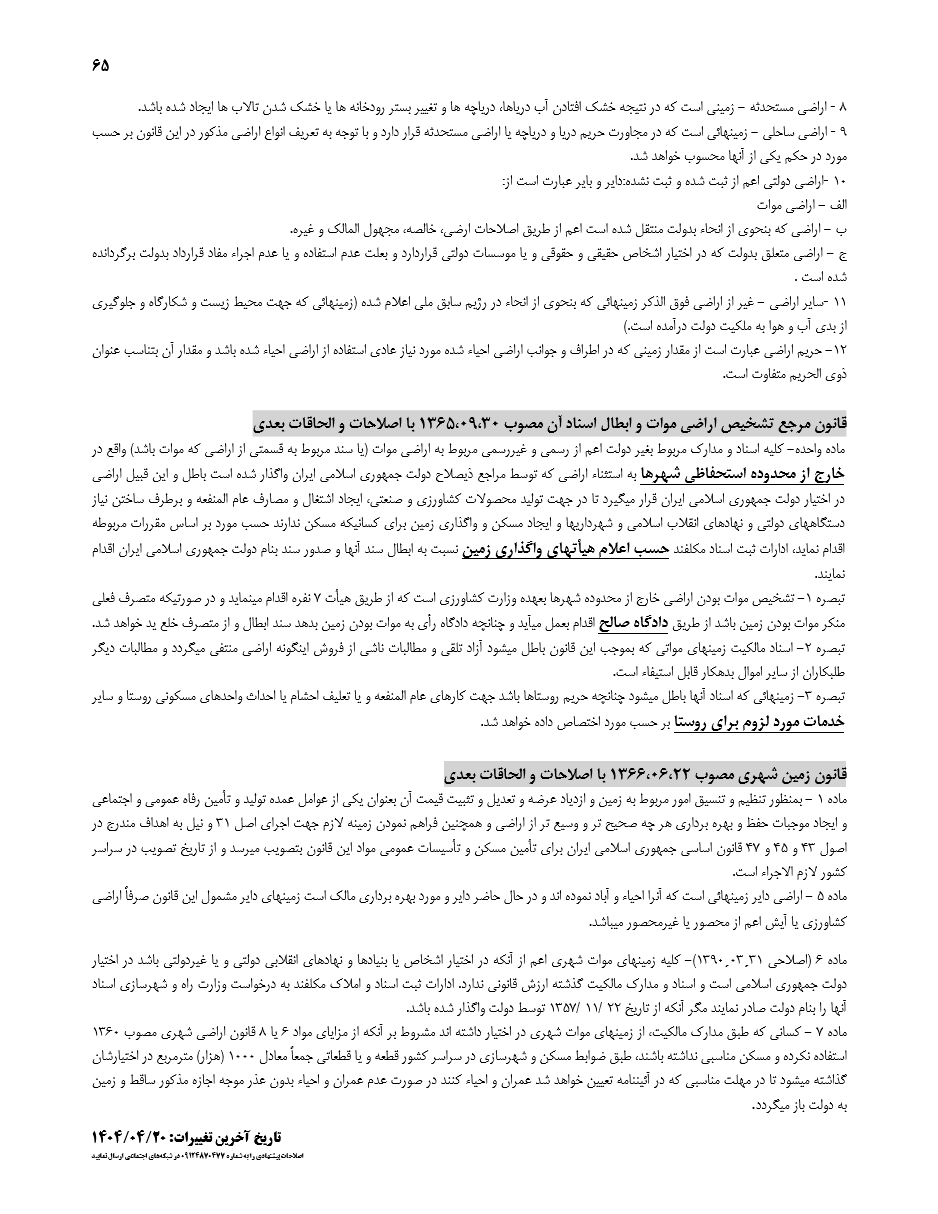 ۶۵
۸ - اراضی مستحدثه – زمینی است که در نتیجه خشک افتادن آب دریاها، دریاچه ها و تغییر بستر رودخانه ها یا خشک شدن تالاب ها ایجاد شده باشد.
۹ - اراضی ساحلی – زمینهائی است که در مجاورت حریم دریا و دریاچه یا اراضی مستحدثه قرار دارد و با توجه به تعریف انواع اراضی مذکور در این قانون بر حسب
مورد در حکم یکی از آنها محسوب خواهد شد.
۱۰ -اراضی دولتی اعم از ثبت شده و ثبت نشده:دایر و بایر عبارت است از:
الف – اراضی موات
ب – اراضی که بنحوی از انحاء بدولت منتقل شده است اعم از طریق اصلاحات ارضی، خالصه، مجهول المالک و غیره.
ج – اراضی متعلق بدولت که در اختیار اشخاص حقیقی و حقوقی و یا موسسات دولتی قراردارد و بعلت عدم استفاده و یا عدم اجراء مفاد قرارداد بدولت برگردانده
شده است .
۱۱ -سایر اراضی – غیر از اراضی فوق الذکر زمینهائی که بنحوی از انحاء در رژیم سابق ملی اعلام شده (زمینهائی که جهت محیط زیست و شکارگاه و جلوگیری
از بدی آب و هوا به ملکیت دولت درآمده است.)
۱۲– حریم اراضی عبارت است از مقدار زمینی که در اطراف و جوانب اراضی احیاء شده مورد نیاز عادی استفاده از اراضی احیاء شده باشد و مقدار آن بتناسب عنوان
ذوی الحریم متفاوت است.
قانون مرجع تشخیص اراضی موات و ابطال اسناد آن مصوب ۱۳۶۵،۰۹،۳۰ با اصلاحات و الحاقات بعدی
ماده واحده– کلیه اسناد و مدارک مربوط بغیر دولت اعم از رسمی و غیررسمی مربوط به اراضی موات (یا سند مربوط به قسمتی از اراضی که موات باشد) واقع در
خارج از محدوده استحفاظی شهرها به استثناء اراضی که توسط مراجع ذیصلاح دولت جمهوری اسلامی ایران واگذار شده است باطل و این قبیل اراضی
در اختیار دولت جمهوری اسلامی ایران قرار میگیرد تا در جهت تولید محصولات کشاورزی و صنعتی، ایجاد اشتغال و مصارف عام المنفعه و برطرف ساختن نیاز
دستگاههای دولتی و نهادهای انقلاب اسلامی و شهرداریها و ایجاد مسکن و واگذاری زمین برای کسانیکه مسکن ندارند حسب مورد بر اساس مقررات مربوطه
اقدام نماید، ادارات ثبت اسناد مکلفند حسب اعلام هیأتهای واگذاری زمین نسبت به ابطال سند آنها و صدور سند بنام دولت جمهوری اسلامی ایران اقدام
نمایند.
تبصره ۱– تشخیص موات بودن اراضی خارج از محدوده شهرها بعهده وزارت کشاورزی است که از طریق هیأت ۷ نفره اقدام مینماید و در صورتیکه متصرف فعلی
منکر موات بودن زمین باشد از طریق دادگاه صالح اقدام بعمل میآید و چنانچه دادگاه رأی به موات بودن زمین بدهد سند ابطال و از متصرف خلع ید خواهد شد.
تبصره ۲– اسناد مالکیت زمینهای مواتی که بموجب این قانون باطل میشود آزاد تلقی و مطالبات ناشی از فروش اینگونه اراضی منتفی میگردد و مطالبات دیگر
طلبکاران از سایر اموال بدهکار قابل استیفاء است.
تبصره ۳– زمینهائی که اسناد آنها باطل میشود چنانچه حریم روستاها باشد جهت کارهای عام المنفعه و یا تعلیف احشام یا احداث واحدهای مسکونی روستا و سایر
خدمات مورد لزوم برای روستا بر حسب مورد اختصاص داده خواهد شد.
قانون زمین شهری مصوب ۱۳۶۶،۰۶،۲۲ با اصلاحات و الحاقات بعدی
ماده ۱ – بمنظور تنظیم و تنسیق امور مربوط به زمین و ازدیاد عرضه و تعدیل و تثبیت قیمت آن بعنوان یکی از عوامل عمده تولید و تأمین رفاه عمومی و اجتماعی
و ایجاد موجبات حفظ و بهره برداری هر چه صحیح تر و وسیع تر از اراضی و همچنین فراهم نمودن زمینه لازم جهت اجرای اصل ۳۱ و نیل به اهداف مندرج در
اصول ۴۳ و ۴۵ و ۴۷ قانون اساسی جمهوری اسلامی ایران برای تأمین مسکن و تأسیسات عمومی مواد این قانون بتصویب میرسد و از تاریخ تصویب در سراسر
کشور لازم الاجراء است.
ماده ۵ – اراضی دایر زمینهائی است که آنرا احیاء و آباد نموده اند و در حال حاضر دایر و مورد بهره برداری مالک است زمینهای دایر مشمول این قانون صرفاً اراضی
کشاورزی یا آیش اعم از محصور یا غیرمحصور میباشد.
ماده ۶ (اصلاحی ۱۳۹۰,۰۳,۳۱)– کلیه زمینهای موات شهری اعم از آنکه در اختیار اشخاص یا بنیادها و نهادهای انقلابی دولتی و یا غیردولتی باشد در اختیار
دولت جمهوری اسلامی است و اسناد و مدارک مالکیت گذشته ارزش قانونی ندارد. ادارات ثبت اسناد و املاک مکلفند به درخواست وزارت راه و شهرسازی اسناد
آنها را بنام دولت صادر نمایند مگر آنکه از تاریخ ۲۲ /۱۱ /۱۳۵۷ توسط دولت واگذار شده باشد.
ماده ۷ – کسانی که طبق مدارک مالکیت، از زمینهای موات شهری در اختیار داشته اند مشروط بر آنکه از مزایای مواد ۶ یا ۸ قانون اراضی شهری مصوب ۱۳۶۰
استفاده نکرده و مسکن مناسبی نداشته باشند، طبق ضوابط مسکن و شهرسازی در سراسر کشور قطعه و یا قطعاتی جمعاً معادل ۱۰۰۰ (هزار) مترمربع در اختیارشان
گذاشته میشود تا در مهلت مناسبی که در آئیننامه تعیین خواهد شد عمران و احیاء کنند در صورت عدم عمران و احیاء بدون عذر موجه اجازه مذکور ساقط و زمین
به دولت باز میگردد.
تاریخ آخرین تغییرات: ۱۴۰۴/۰۴/۲۰
اصلاحات پیشنهادی را به شماره ۰۹۱۲۴۸۷۰۴۷۷ در شبکه‌های اجتماعی ارسال نمایید